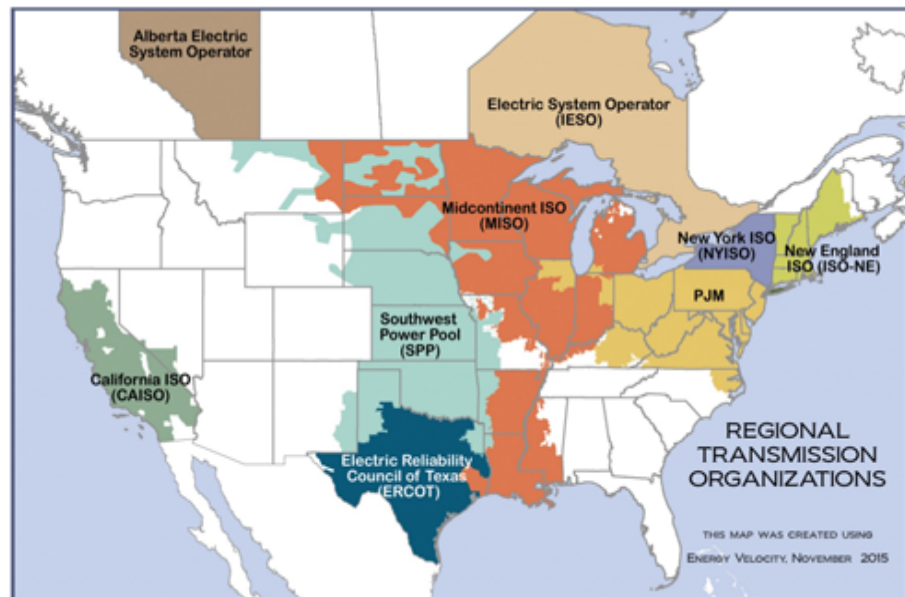 Alberta Electric
System Operator
Electric System Operator
(IESO)
Midcontinent ISO
(MISO)
New York ISO
(NYISO)
New England
ISO (ISO-NE)
PJM
Southwest
Power Pool
(SPP)
California ISO
(CAISO)
Electric Reliability
Council of Texas
(ERCOT)
REGIONAL
TRANSMISSION
ORGANIZATIONS
THIS MAP WAS CREATED USING
ENERGY VELOCITY, NOVEMBER 2015